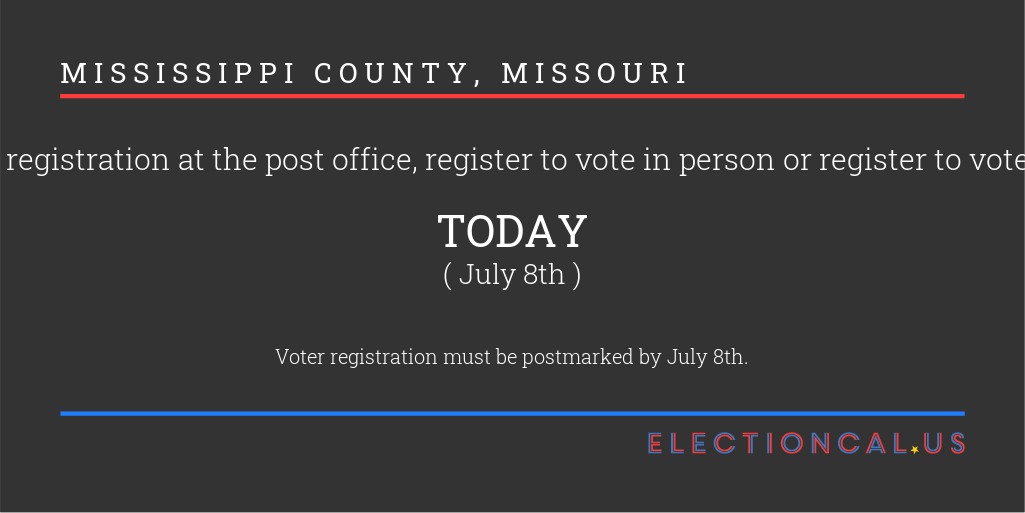 MISSISSIPPI COUNTY, MISSOURI
registration at the post office, register to vote in person or register to vote
TODAY
( July 8th )
Voter registration must be postmarked by July 8th.
ELECTIONCAL.US